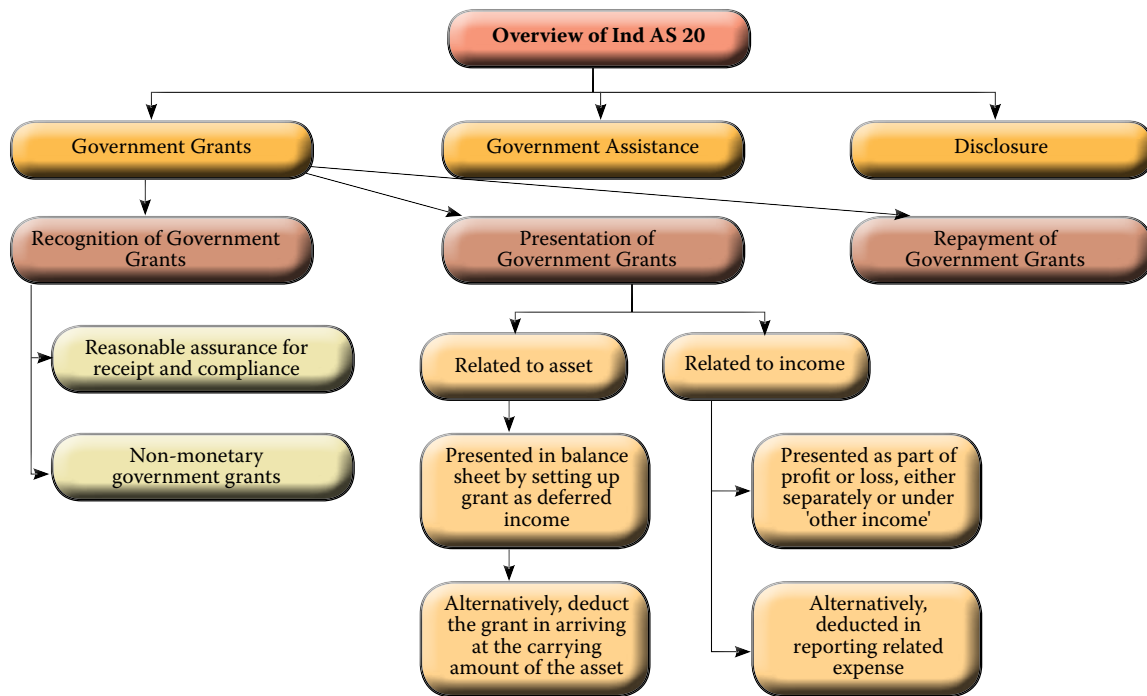 Overview of Ind AS 20
Government Grants
Government Assistance
Disclosure
Recognition of Government
Grants
Presentation of
Government Grants
Repayment of
Government Grants
Reasonable assurance for
receipt and compliance
Non-monetary
government grants
Related to asset
Related to income
Presented in balance
sheet by setting up
grant as deferred
income
Presented as part of
profit or loss, either
separately or under
'other income'
Alternatively, deduct
the grant in arriving
at the carrying
amount of the asset
Alternatively,
deducted in
reporting related
expense